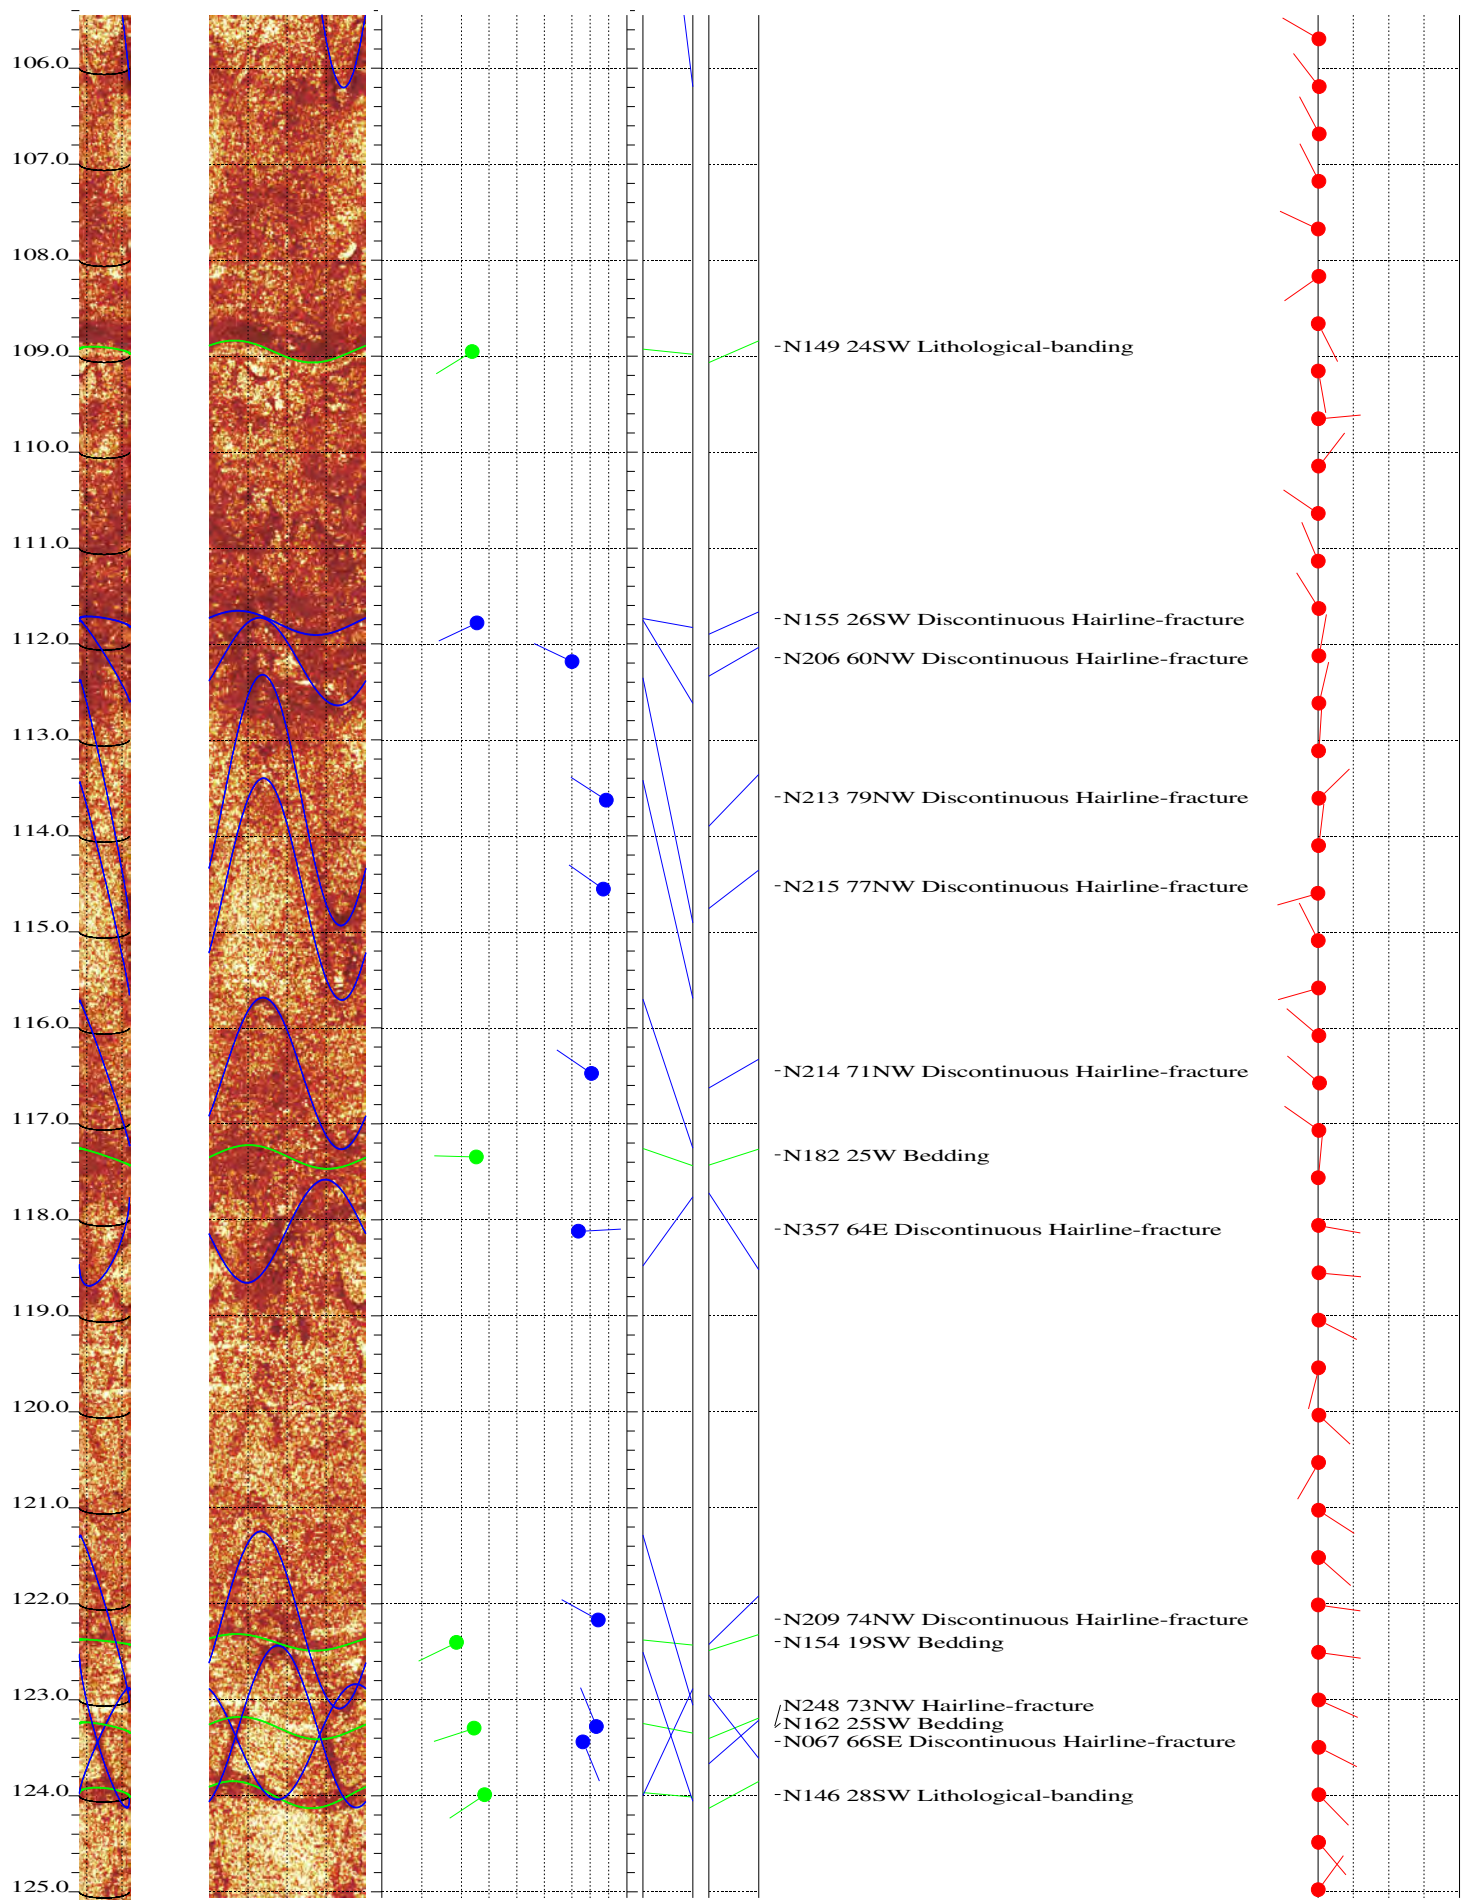 106.0
107.0
108.0
-N149 24SW Lithological-banding
109.0
110.0
111.0
-N155 26SW Discontinuous Hairline-fracture
112.0
-N206 60NW Discontinuous Hairline-fracture
113.0
-N213 79NW Discontinuous Hairline-fracture
114.0
-N215 77NW Discontinuous Hairline-fracture
115.0
116.0
-N214 71NW Discontinuous Hairline-fracture
117.0
-N182 25W Bedding
118.0
-N357 64E Discontinuous Hairline-fracture
119.0
120.0
121.0
122.0
-N209 74NW Discontinuous Hairline-fracture
-N154 19SW Bedding
123.0
N248 73NW Hairline-fracture
N162 25SW Bedding
-N067 66SE Discontinuous Hairline-fracture
124.0
-N146 28SW Lithological-banding
125.0